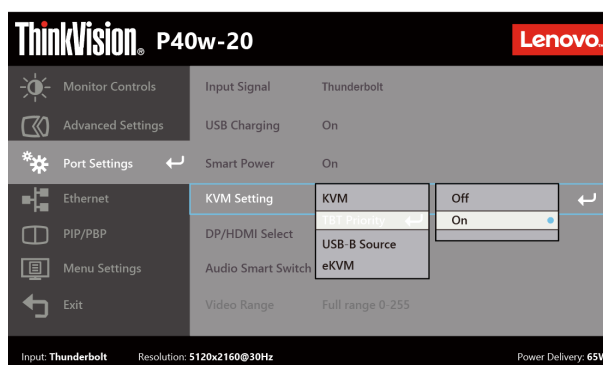 ThinkVision® P40w-20 Lenovo
Monitor Controls Input Signal Thunderbolt
Advanced Settings USB Charging On
Port Settings Smart Power On
Ethernet KVM Setting KVM Off
TBT Priority On
PIP/PBP DP/HDMI Select USB-B Source
Menu Settings Audio Smart Switch eKVM
Exit Video Range Full range 0-255
Input: Thunderbolt Resolution: 5120x2160@30Hz Power Delivery: 65W